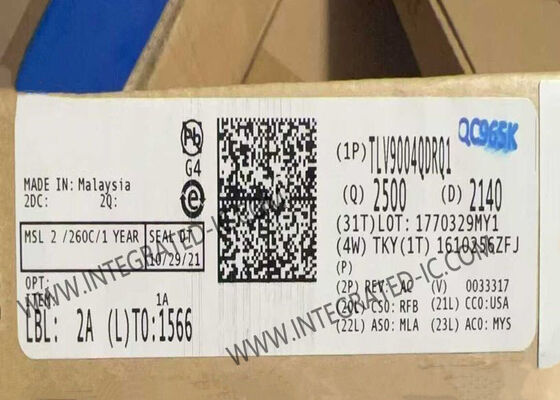 QC965K
(1P) TLV9004QDRQ1
(Q) 2500 (D) 2140
(31T)LOT: 1770329MY1
(4W) TKY(1T) 1610356ZFJ
(P)
(2P) REV: AC (V) 0033317
(20L) CSO: RFB (21L) CCO:USA
(22L) ASO: MLA (23L) ACO: MYS
Pb
G4
e
MADE IN: Malaysia
2DC: 2Q:
MSL 2 /260C/1 YEAR SEAL DT
10/29/21
OPT:
ITEM: 1A
LBL: 2A (L)TO:1566
WWW.INTEGRATED-IC.COM
WWW.INTEGRATED-IC.COM